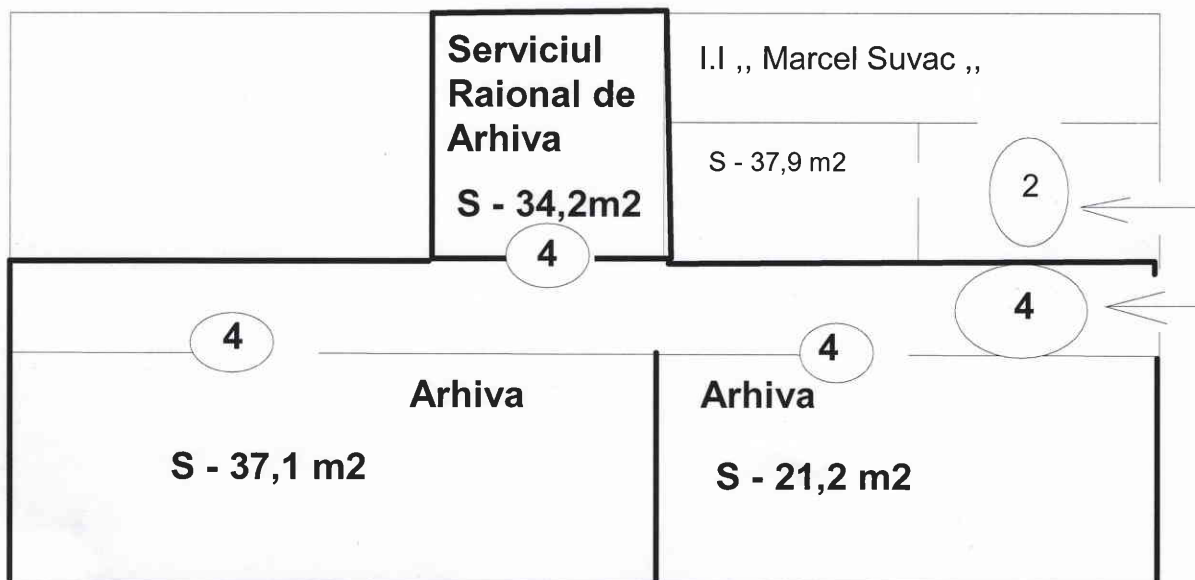 Serviciul
Raional de
Arhiva
S - 34,2m2
I.I ,, Marcel Suvac ,,
S - 37,9 m2
2
4
4
4
4
Arhiva
S - 37,1 m2
Arhiva
S - 21,2 m2